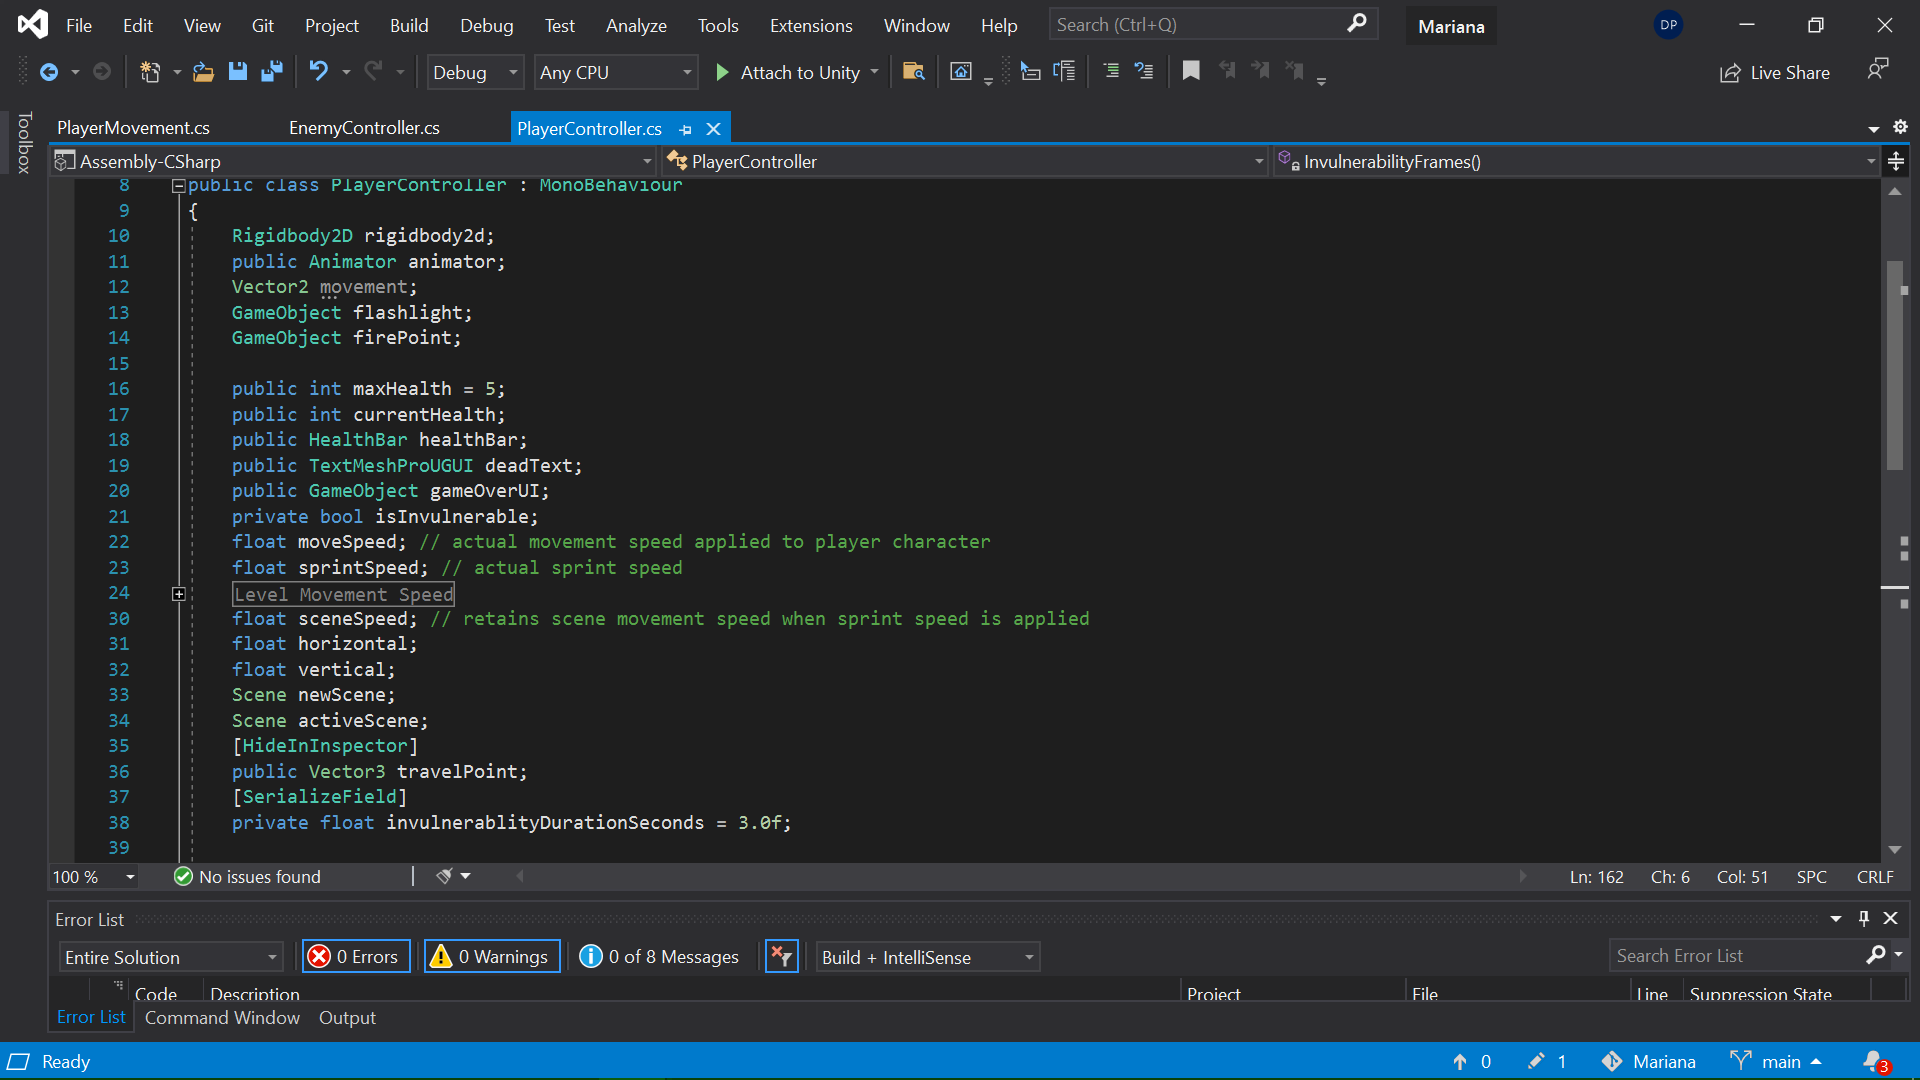 File Edit View Git Project Build Debug Test Analyze Tools Extensions Window Help Search (Ctrl+Q) Mariana DP
Debug Any CPU Attach to Unity Live Share
Toolbox
PlayerMovement.cs EnemyController.cs PlayerController.cs
Assembly-CSharp PlayerController InvulnerabilityFrames()
8 public class PlayerController : MonoBehaviour
9 {
10 Rigidbody2D rigidbody2d;
11 public Animator animator;
12 Vector2 movement;
13 GameObject flashlight;
14 GameObject firePoint;
15
16 public int maxHealth = 5;
17 public int currentHealth;
18 public HealthBar healthBar;
19 public TextMeshProUGUI deadText;
20 public GameObject gameOverUI;
21 private bool isInvulnerable;
22 float moveSpeed; // actual movement speed applied to player character
23 float sprintSpeed; // actual sprint speed
24 Level Movement Speed
30 float sceneSpeed; // retains scene movement speed when sprint speed is applied
31 float horizontal;
32 float vertical;
33 Scene newScene;
34 Scene activeScene;
35 [HideInInspector]
36 public Vector3 travelPoint;
37 [SerializeField]
38 private float invulnerablityDurationSeconds = 3.0f;
39
100 % No issues found Ln: 162 Ch: 6 Col: 51 SPC CRLF
Error List
Entire Solution 0 Errors 0 Warnings 0 of 8 Messages Build + IntelliSense Search Error List
Code Description Project File Line Suppression State
Error List Command Window Output
Ready 0 1 Mariana main 3